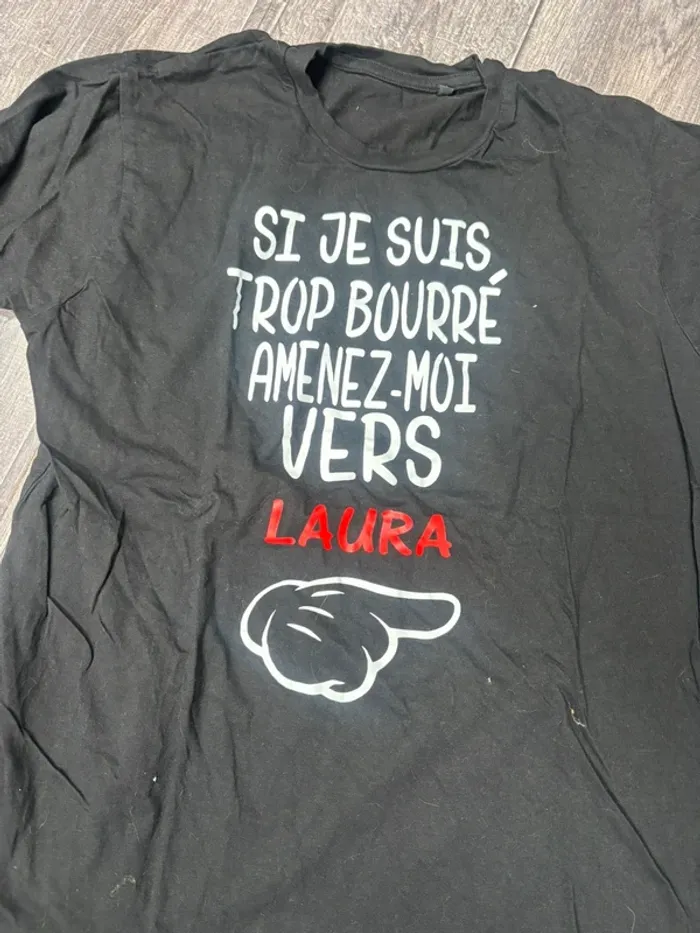 SI JE SUIS
TROP BOURRÉ
AMENEZ-MOI
VERS
LAURA